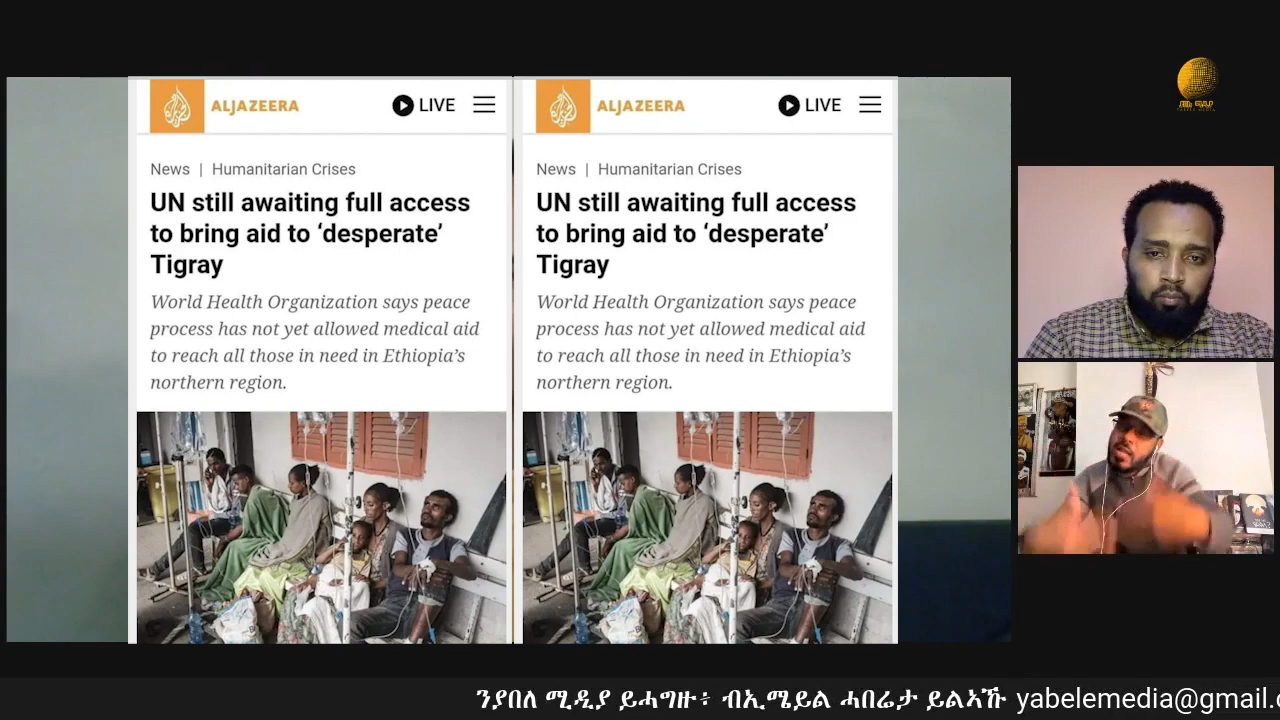 ALJAZEERA
LIVE
News | Humanitarian Crises
UN still awaiting full access
to bring aid to ‘desperate’
Tigray
World Health Organization says peace
process has not yet allowed medical aid
to reach all those in need in Ethiopia’s
northern region.
ALJAZEERA
LIVE
News | Humanitarian Crises
UN still awaiting full access
to bring aid to ‘desperate’
Tigray
World Health Organization says peace
process has not yet allowed medical aid
to reach all those in need in Ethiopia’s
northern region.
ያበለ ሚዲያ
YABELE MEDIA
ንያበለ ሚዲያ ይሓግዙ፥ ብኢሜይል ሓበሬታ ይልኣኹ yabelemedia@gmail.